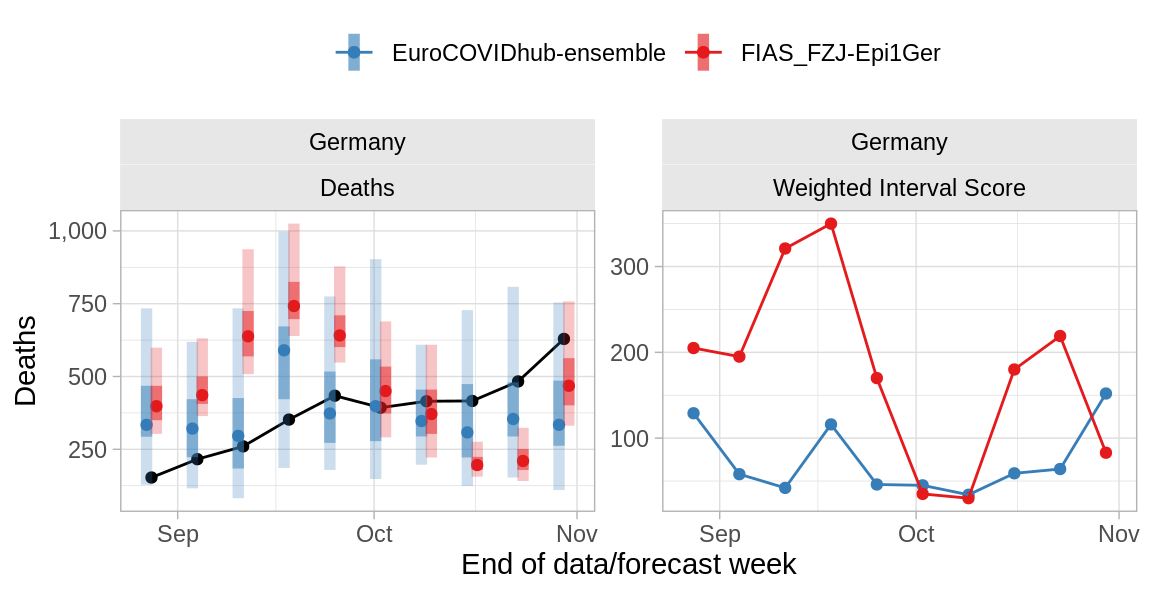 EuroCOVIDhub-ensemble FIAS_FZJ-Epi1Ger
Germany
Deaths
Germany
Weighted Interval Score
Deaths
1,000
750
500
250
Sep Oct Nov
300
200
100
Sep Oct Nov
End of data/forecast week